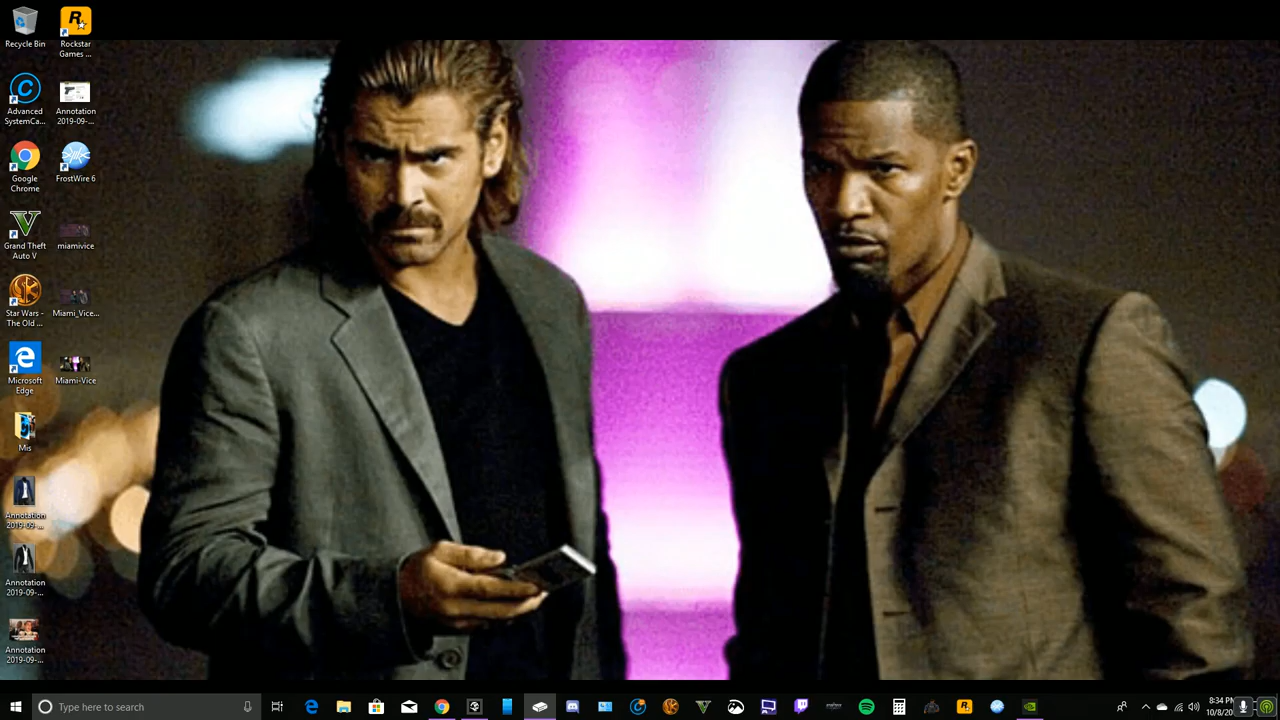 Recycle Bin
Rockstar
Games ...
Advanced
SystemCa...
Annotation
2019-09-...
Google
Chrome
FrostWire 6
Grand Theft
Auto V
miamivice
Star Wars -
The Old ...
Miami_Vice...
Microsoft
Edge
Miami-Vice
Mis
Annotation
2019-09-...
Annotation
2019-09-...
Annotation
2019-09-...
Type here to search
8:34 PM
10/8/20